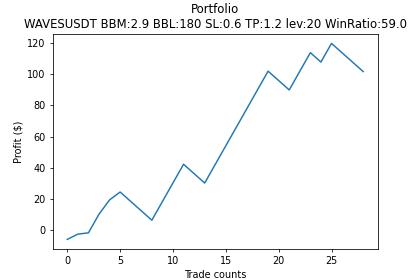 Portfolio
WAVESUSDT BBM:2.9 BBL:180 SL:0.6 TP:1.2 lev:20 WinRatio:59.0
120
100
80
60
40
20
0
Profit ($)
0 5 10 15 20 25
Trade counts